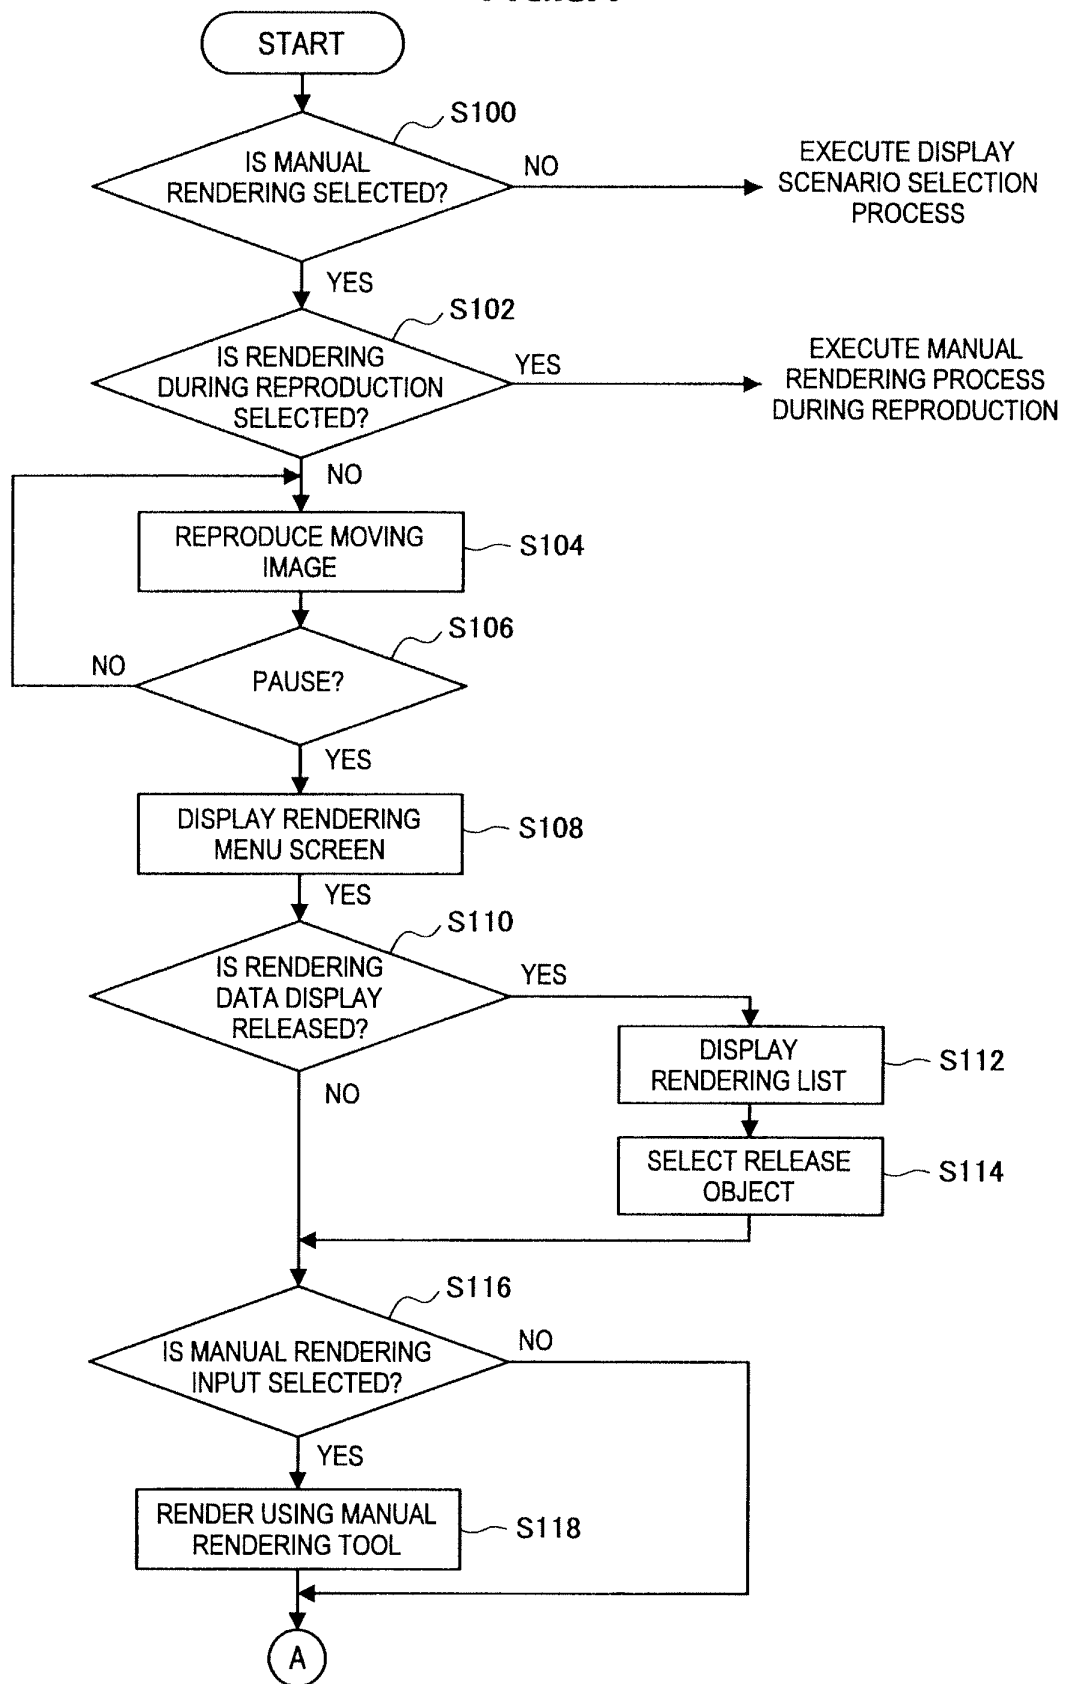 START
S100
IS MANUAL
RENDERING SELECTED?
NO
EXECUTE DISPLAY
SCENARIO SELECTION
PROCESS
YES
S102
IS RENDERING
DURING REPRODUCTION
SELECTED?
YES
EXECUTE MANUAL
RENDERING PROCESS
DURING REPRODUCTION
NO
REPRODUCE MOVING
IMAGE
S104
S106
NO
PAUSE?
YES
DISPLAY RENDERING
MENU SCREEN
S108
YES
S110
IS RENDERING
DATA DISPLAY
RELEASED?
YES
DISPLAY
RENDERING LIST
S112
NO
SELECT RELEASE
OBJECT
S114
S116
IS MANUAL RENDERING
INPUT SELECTED?
NO
YES
RENDER USING MANUAL
RENDERING TOOL
S118
A